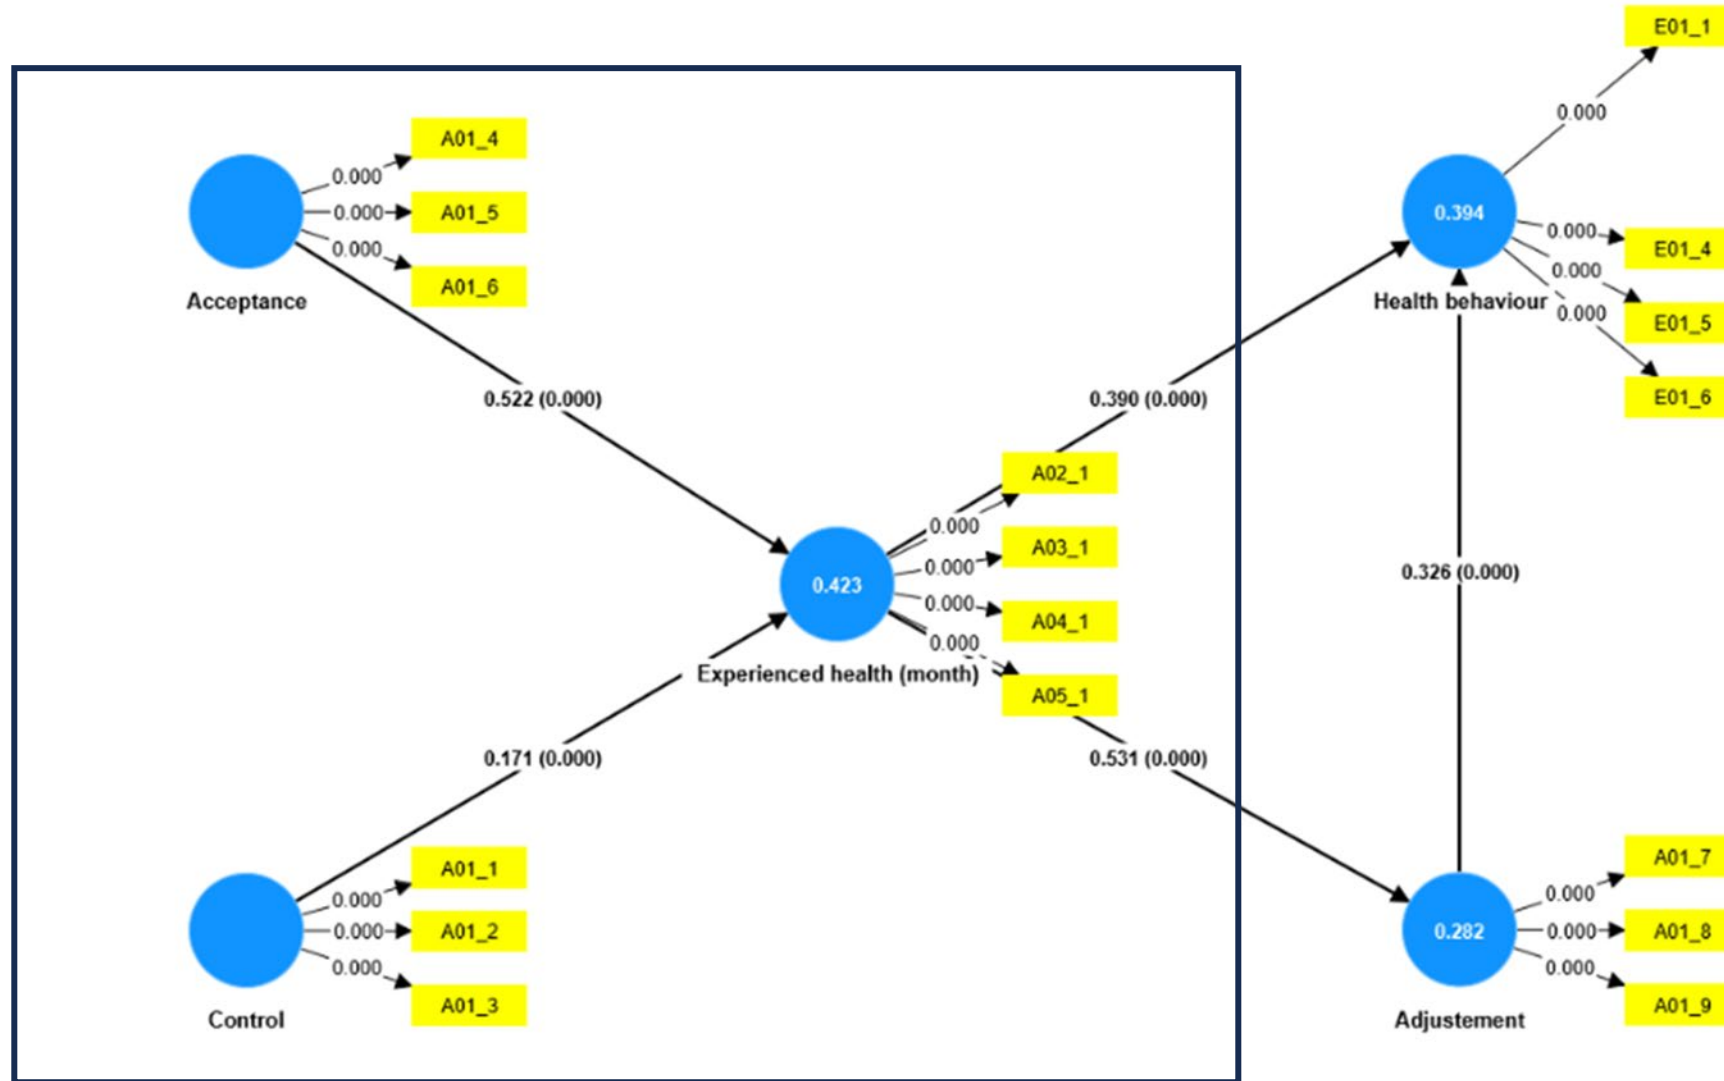 E01_1
0.000
A01_4
0.000
A01_5
0.000
A01_6
0.000
Acceptance
0.394
Health behaviour
E01_4
0.000
E01_5
0.000
E01_6
0.000
0.522 (0.000)
0.390 (0.000)
A02_1
0.000
A03_1
0.000
A04_1
0.000
A05_1
0.000
0.423
Experienced health (month)
0.326 (0.000)
0.171 (0.000)
0.531 (0.000)
A01_1
0.000
A01_2
0.000
A01_3
0.000
Control
0.282
A01_7
0.000
A01_8
0.000
A01_9
0.000
Adjustement